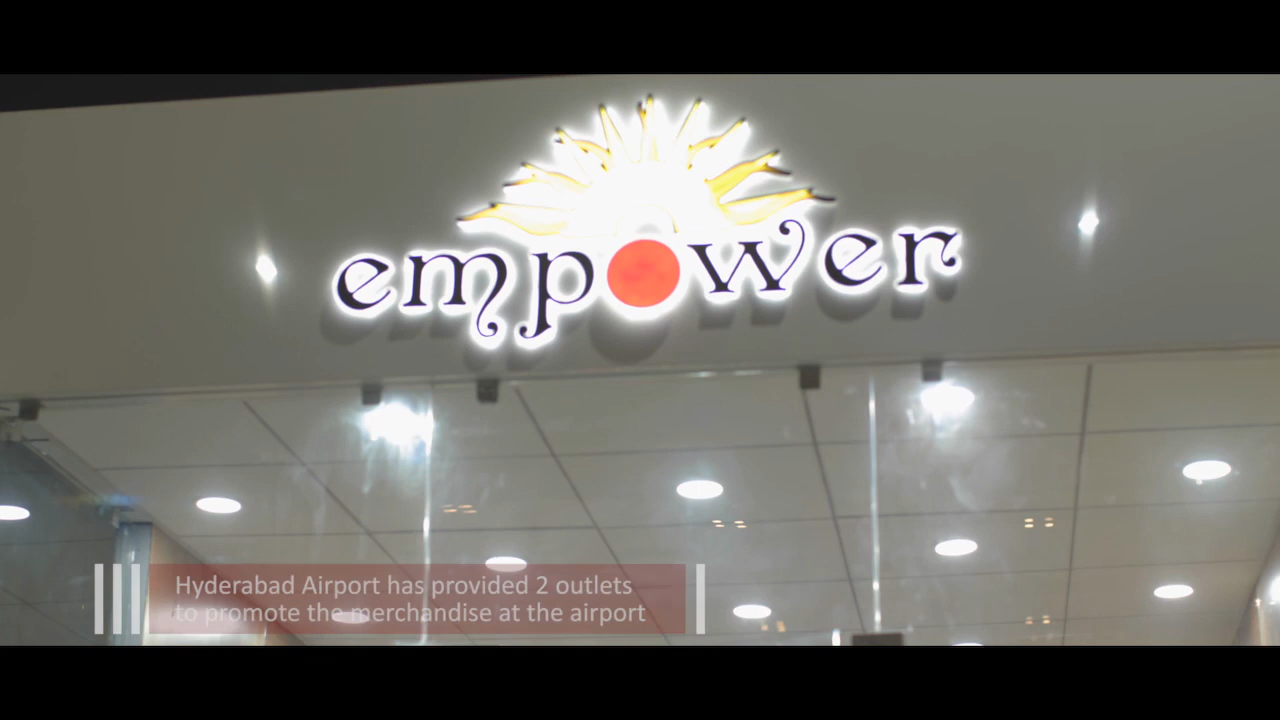 empower
Hyderabad Airport has provided 2 outlets
to promote the merchandise at the airport